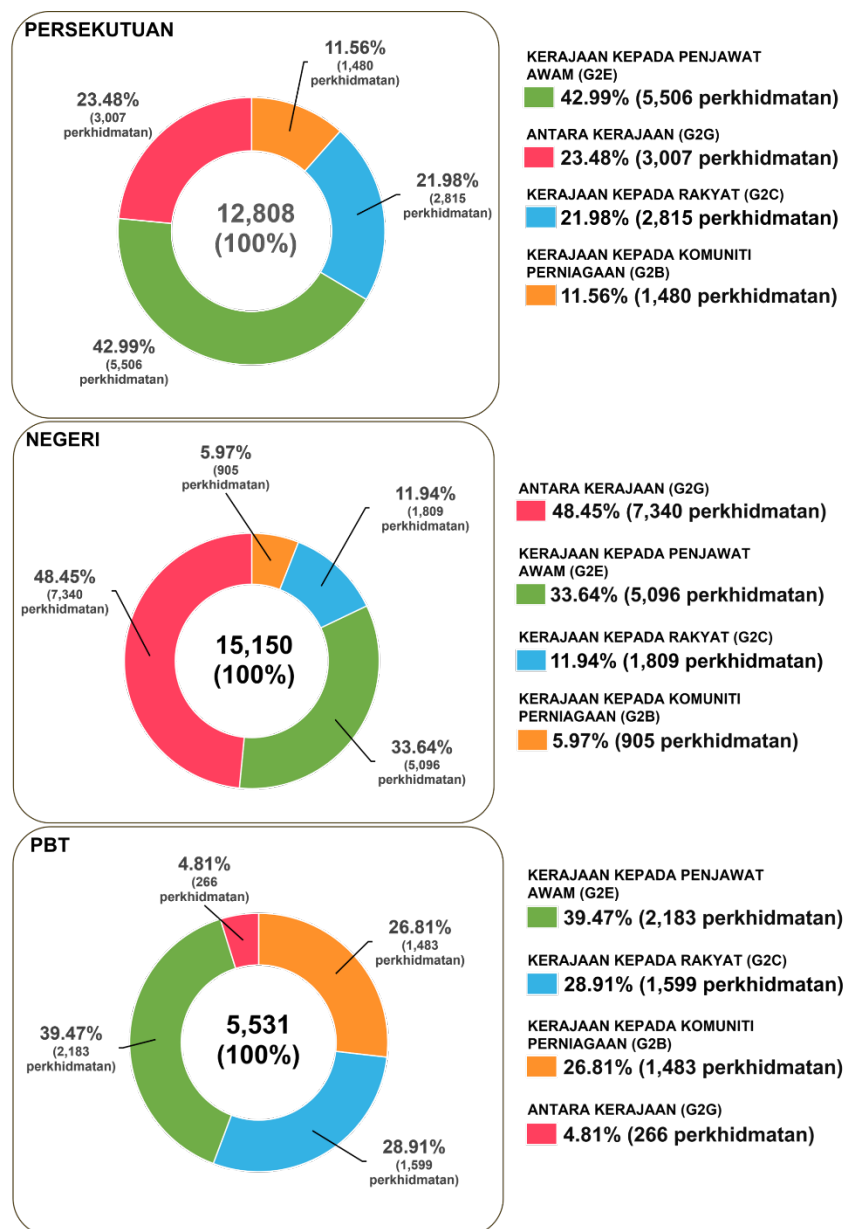 PERSEKUTUAN
11.56%
(1,480
perkhidmatan)
23.48%
(3,007
perkhidmatan)
21.98%
(2,815
perkhidmatan)
12,808
(100%)
42.99%
(5,506
perkhidmatan)
KERAJAAN KEPADA PENJAWAT
AWAM (G2E)
42.99% (5,506 perkhidmatan)
ANTARA KERAJAAN (G2G)
23.48% (3,007 perkhidmatan)
KERAJAAN KEPADA RAKYAT (G2C)
21.98% (2,815 perkhidmatan)
KERAJAAN KEPADA KOMUNITI
PERNIAGAAN (G2B)
11.56% (1,480 perkhidmatan)
NEGERI
5.97%
(905
perkhidmatan)
11.94%
(1,809
perkhidmatan)
48.45%
(7,340
perkhidmatan)
15,150
(100%)
33.64%
(5,096
perkhidmatan)
ANTARA KERAJAAN (G2G)
48.45% (7,340 perkhidmatan)
KERAJAAN KEPADA PENJAWAT
AWAM (G2E)
33.64% (5,096 perkhidmatan)
KERAJAAN KEPADA RAKYAT (G2C)
11.94% (1,809 perkhidmatan)
KERAJAAN KEPADA KOMUNITI
PERNIAGAAN (G2B)
5.97% (905 perkhidmatan)
PBT
4.81%
(266
perkhidmatan)
26.81%
(1,483
perkhidmatan)
39.47%
(2,183
perkhidmatan)
5,531
(100%)
28.91%
(1,599
perkhidmatan)
KERAJAAN KEPADA PENJAWAT
AWAM (G2E)
39.47% (2,183 perkhidmatan)
KERAJAAN KEPADA RAKYAT (G2C)
28.91% (1,599 perkhidmatan)
KERAJAAN KEPADA KOMUNITI
PERNIAGAAN (G2B)
26.81% (1,483 perkhidmatan)
ANTARA KERAJAAN (G2G)
4.81% (266 perkhidmatan)